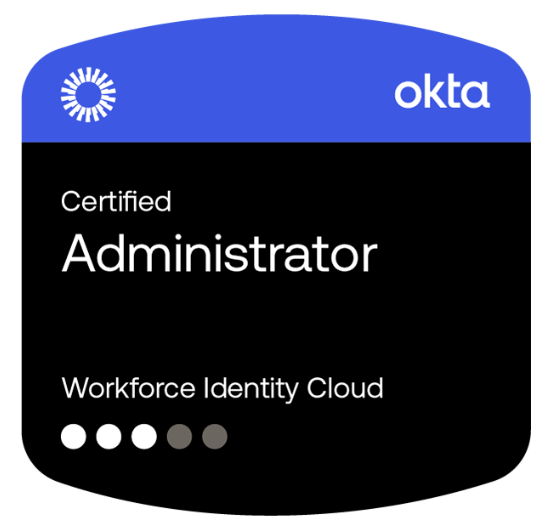 okta
Certified
Administrator
Workforce Identity Cloud